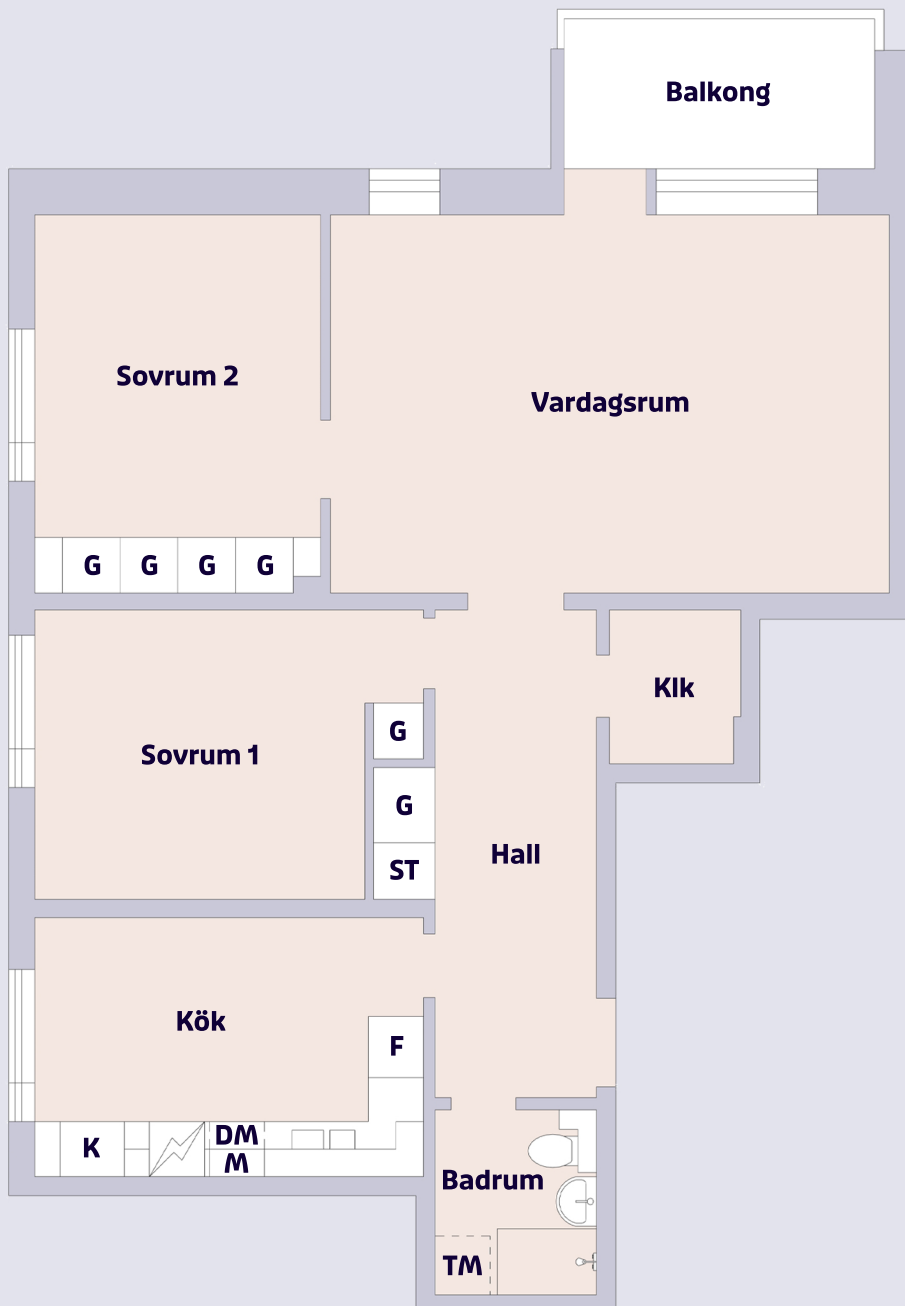 Balkong
Sovrum 2
Vardagsrum
G G G G
Klk
G
Sovrum 1
G
Hall
ST
Kök
F
K
DM
M
Badrum
TM